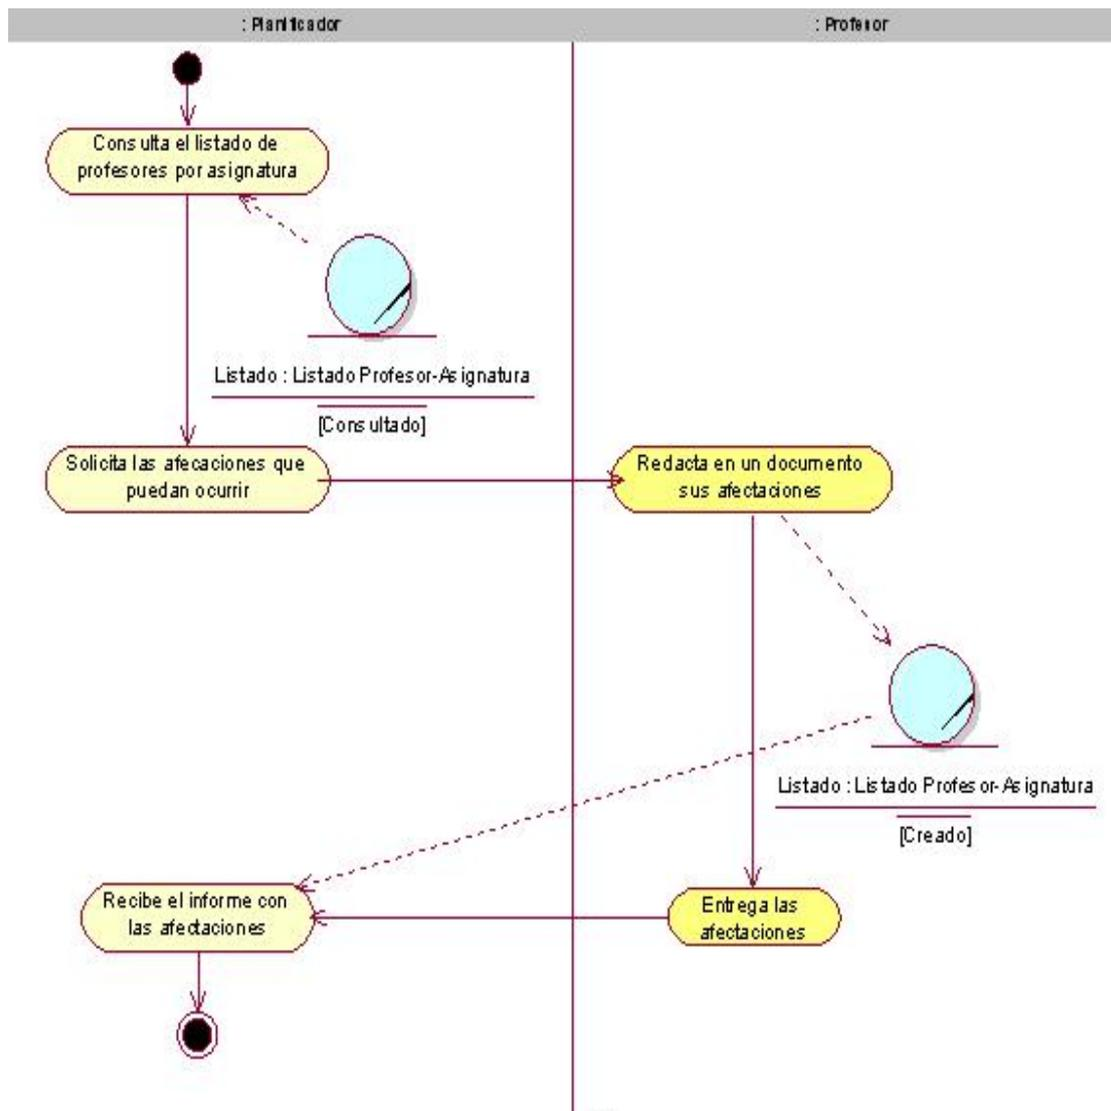 : Planificador
: Profesor
Consulta el listado de
profesores por asignatura
Listado : Listado Profesor-Asignatura
[Consultado]
Solicita las afecaciones que
puedan ocurrir
Redacta en un documento
sus afectaciones
Listado : Listado Profesor-Asignatura
[Creado]
Recibe el informe con
las afectaciones
Entrega las
afectaciones